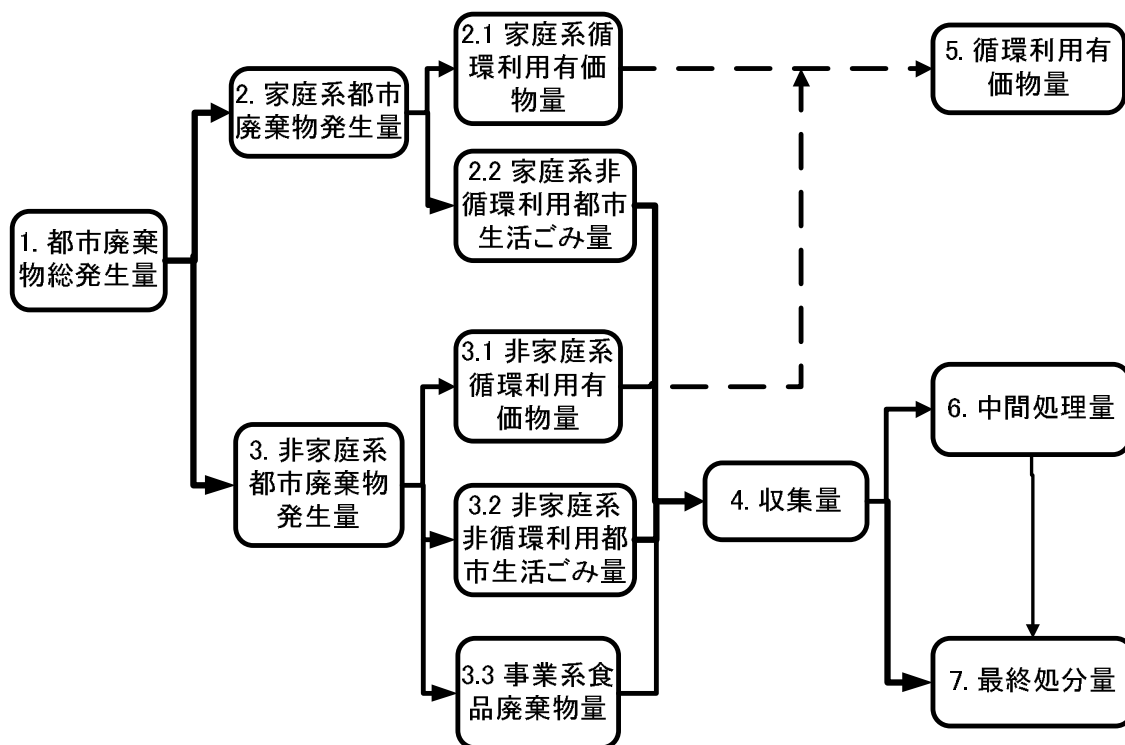 2.1 家庭系循
環利用有価
物量
5. 循環利用有
価物量
2. 家庭系都市
廃棄物発生量
2.2 家庭系非
循環利用都市
生活ごみ量
1. 都市廃棄
物総発生量
3.1 非家庭系
循環利用有
価物量
6. 中間処理量
3. 非家庭系
都市廃棄物
発生量
3.2 非家庭系
非循環利用都
市生活ごみ量
4. 収集量
3.3 事業系食
品廃棄物量
7. 最終処分量